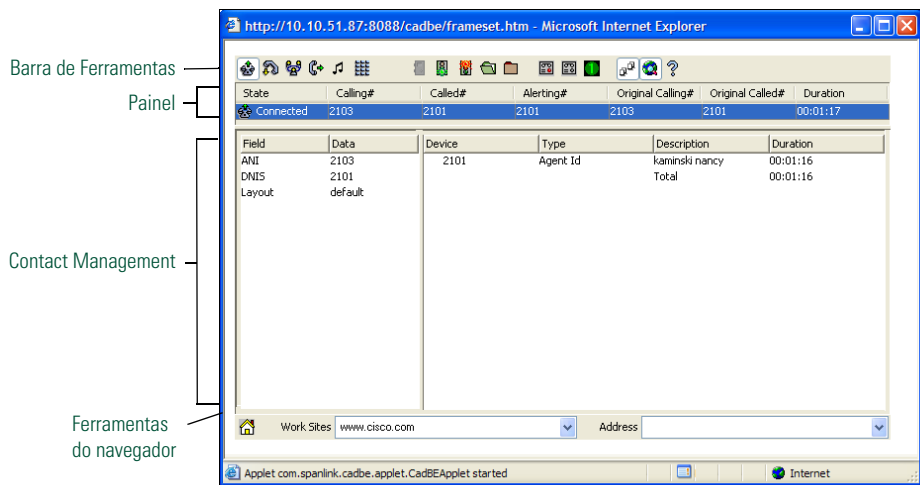 http://10.10.51.87:8088/cadbe/frameset.htm - Microsoft Internet Explorer
Barra de Ferramentas
Painel
State Calling# Called# Alerting# Original Calling# Original Called# Duration
Connected 2103 2101 2101 2103 2101 00:01:17
Contact Management
Field Data Device Type Description Duration
ANI 2103 2101 Agent Id kaminski nancy 00:01:16
DNIS 2101 Total 00:01:16
Layout default
Ferramentas
do navegador
Work Sites www.cisco.com Address
Applet com.spanlink.cadbe.applet.CadBEApplet started Internet